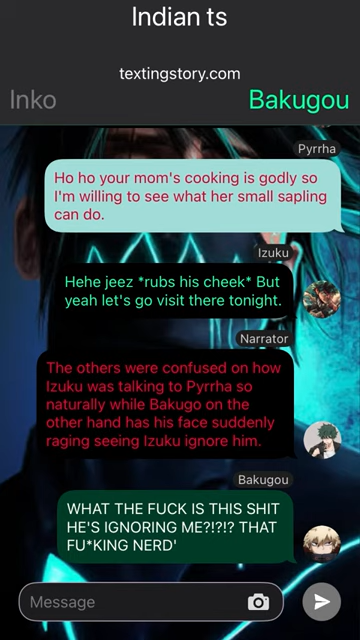 Indian ts
textingstory.com
Inko
Bakugou
Pyrrha
Ho ho your mom's cooking is godly so
I'm willing to see what her small sapling
can do.
Izuku
Hehe jeez *rubs his cheek* But
yeah let's go visit there tonight.
Narrator
The others were confused on how
Izuku was talking to Pyrrha so
naturally while Bakugo on the
other hand has his face suddenly
raging seeing Izuku ignore him.
Bakugou
WHAT THE FUCK IS THIS SHIT
HE'S IGNORING ME?!?!? THAT
FU*KING NERD'
Message